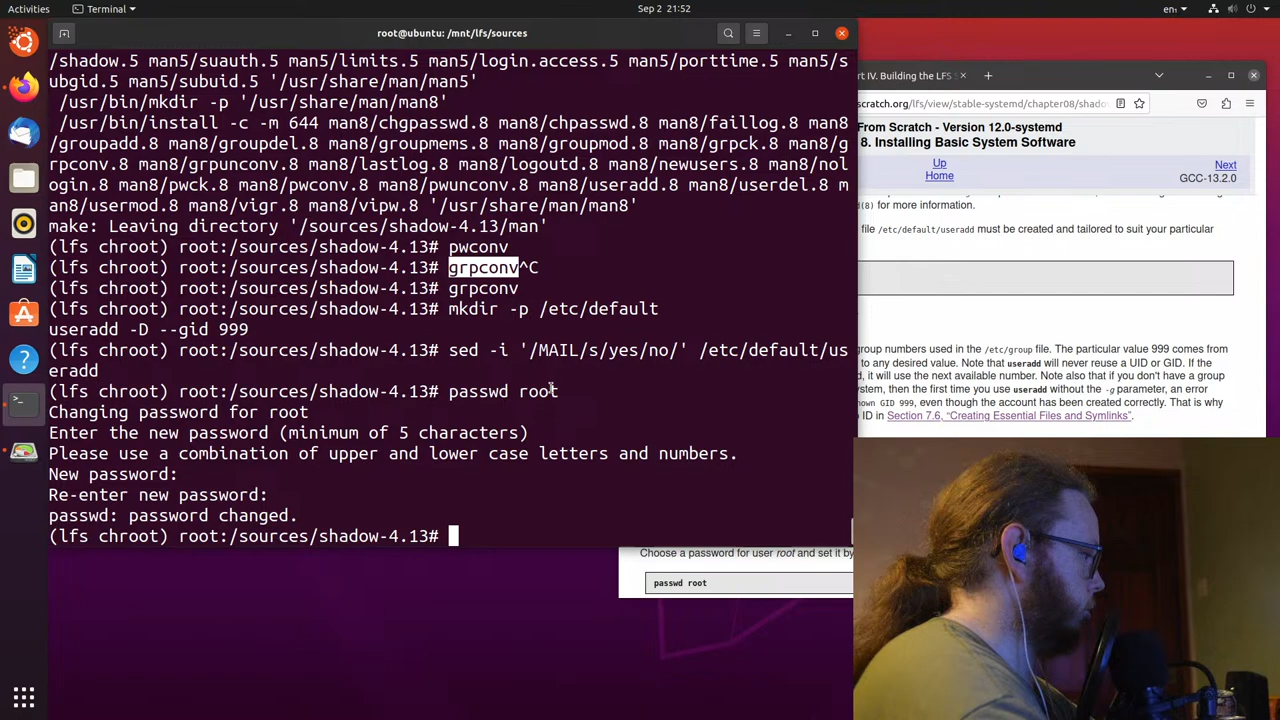 Activities
Terminal
Sep 2 21:52
en
root@ubuntu: /mnt/lfs/sources
/shadow.5 man5/suauth.5 man5/limits.5 man5/login.access.5 man5/porttime.5 man5/s
ubgid.5 man5/subuid.5 '/usr/share/man/man5'
/usr/bin/mkdir -p '/usr/share/man/man8'
/usr/bin/install -c -m 644 man8/chgpasswd.8 man8/chpasswd.8 man8/faillog.8 man8
/groupadd.8 man8/groupdel.8 man8/groupmems.8 man8/groupmod.8 man8/grpck.8 man8/g
rpconv.8 man8/grpunconv.8 man8/lastlog.8 man8/logoutd.8 man8/newusers.8 man8/nol
ogin.8 man8/pwck.8 man8/pwconv.8 man8/pwunconv.8 man8/useradd.8 man8/userdel.8 m
an8/usermod.8 man8/vigr.8 man8/vipw.8 '/usr/share/man/man8'
make: Leaving directory '/sources/shadow-4.13/man'
(lfs chroot) root:/sources/shadow-4.13# pwconv
(lfs chroot) root:/sources/shadow-4.13# grpconv^C
(lfs chroot) root:/sources/shadow-4.13# grpconv
(lfs chroot) root:/sources/shadow-4.13# mkdir -p /etc/default
useradd -D --gid 999
(lfs chroot) root:/sources/shadow-4.13# sed -i '/MAIL/s/yes/no/' /etc/default/us
eradd
(lfs chroot) root:/sources/shadow-4.13# passwd root
Changing password for root
Enter the new password (minimum of 5 characters)
Please use a combination of upper and lower case letters and numbers.
New password:
Re-enter new password:
passwd: password changed.
(lfs chroot) root:/sources/shadow-4.13#
art IV. Building the LFS S
scratch.org/lfs/view/stable-systemd/chapter08/shado
From Scratch - Version 12.0-systemd
8. Installing Basic System Software
Up
Next
Home
GCC-13.2.0
(8) for more information.
file /etc/default/useradd must be created and tailored to suit your particular
group numbers used in the /etc/group file. The particular value 999 comes from
to any desired value. Note that useradd will never reuse a UID or GID. If the
d, it will use the next available number. Note also that if you don't have a group
ystem, then the first time you use useradd without the -g parameter, an error
nown GID 999, even though the account has been created correctly. That is why
ID in Section 7.6, “Creating Essential Files and Symlinks”.
Choose a password for user root and set it by
passwd root